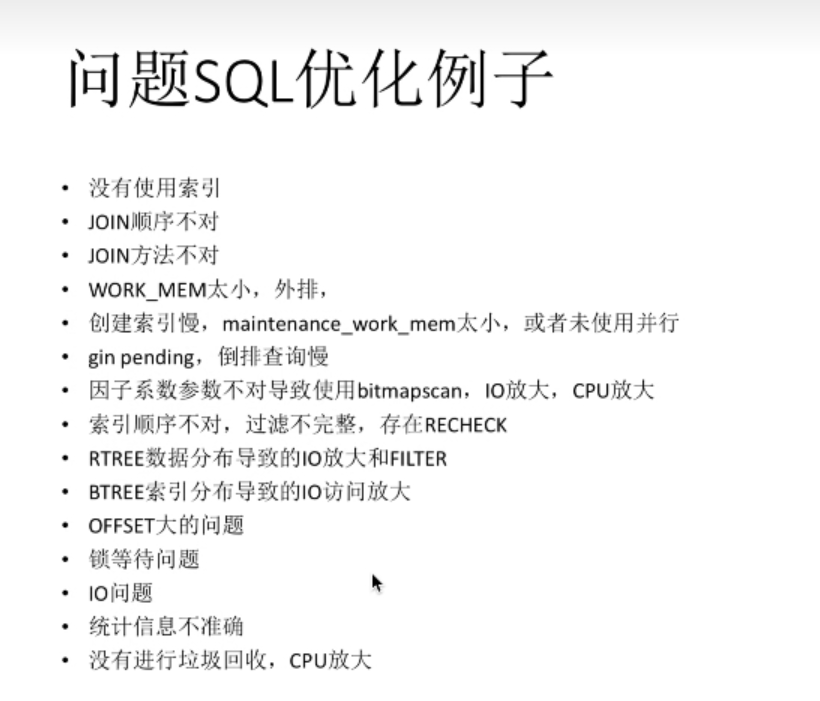 问题SQL优化例子
• 没有使用索引
• JOIN顺序不对
• JOIN方法不对
• WORK_MEM太小，外排，
• 创建索引慢，maintenance_work_mem太小，或者未使用并行
• gin pending，倒排查询慢
• 因子系数参数不对导致使用bitmapscan，IO放大，CPU放大
• 索引顺序不对，过滤不完整，存在RECHECK
• RTREE数据分布导致的IO放大和FILTER
• BTREE索引分布导致的IO访问放大
• OFFSET大的问题
• 锁等待问题
• IO问题
• 统计信息不准确
• 没有进行垃圾回收，CPU放大